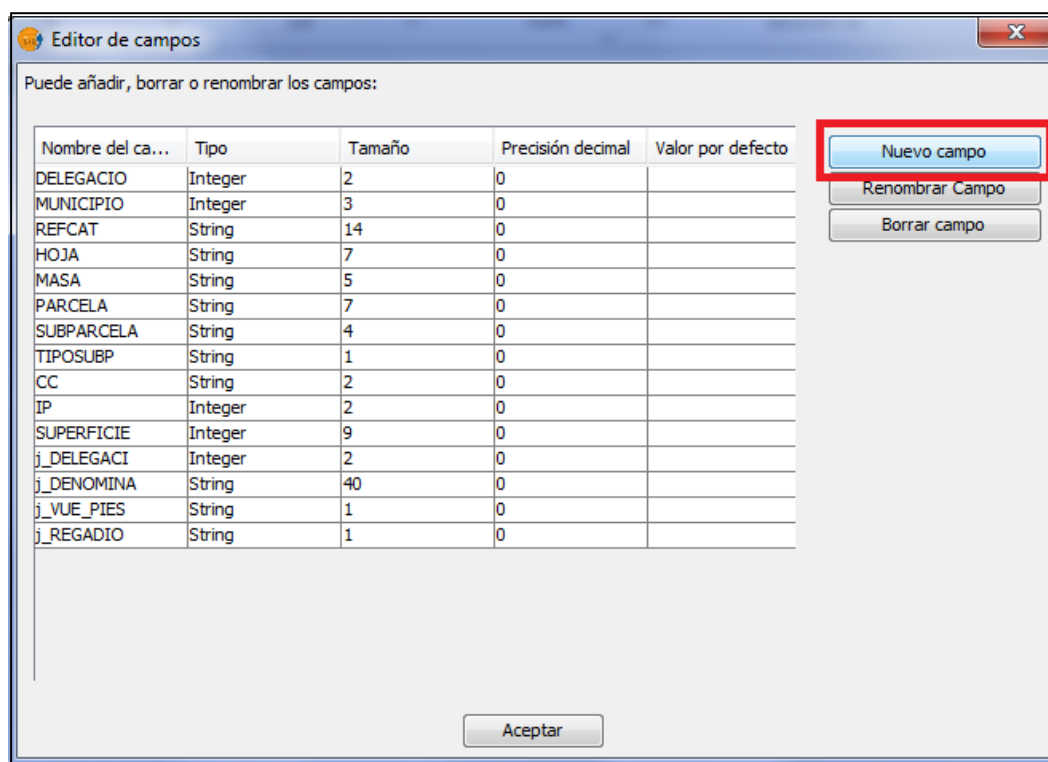 Editor de campos
Puede añadir, borrar o renombrar los campos:
Nombre del ca... Tipo Tamaño Precisión decimal Valor por defecto
DELEGACIO Integer 2 0
MUNICIPIO Integer 3 0
REFCAT String 14 0
HOJA String 7 0
MASA String 5 0
PARCELA String 7 0
SUBPARCELA String 4 0
TIPOSUBP String 1 0
CC String 2 0
IP Integer 2 0
SUPERFICIE Integer 9 0
j_DELEGACI Integer 2 0
j_DENOMINA String 40 0
j_VUE_PIES String 1 0
j_REGADIO String 1 0
Nuevo campo
Renombrar Campo
Borrar campo
Aceptar